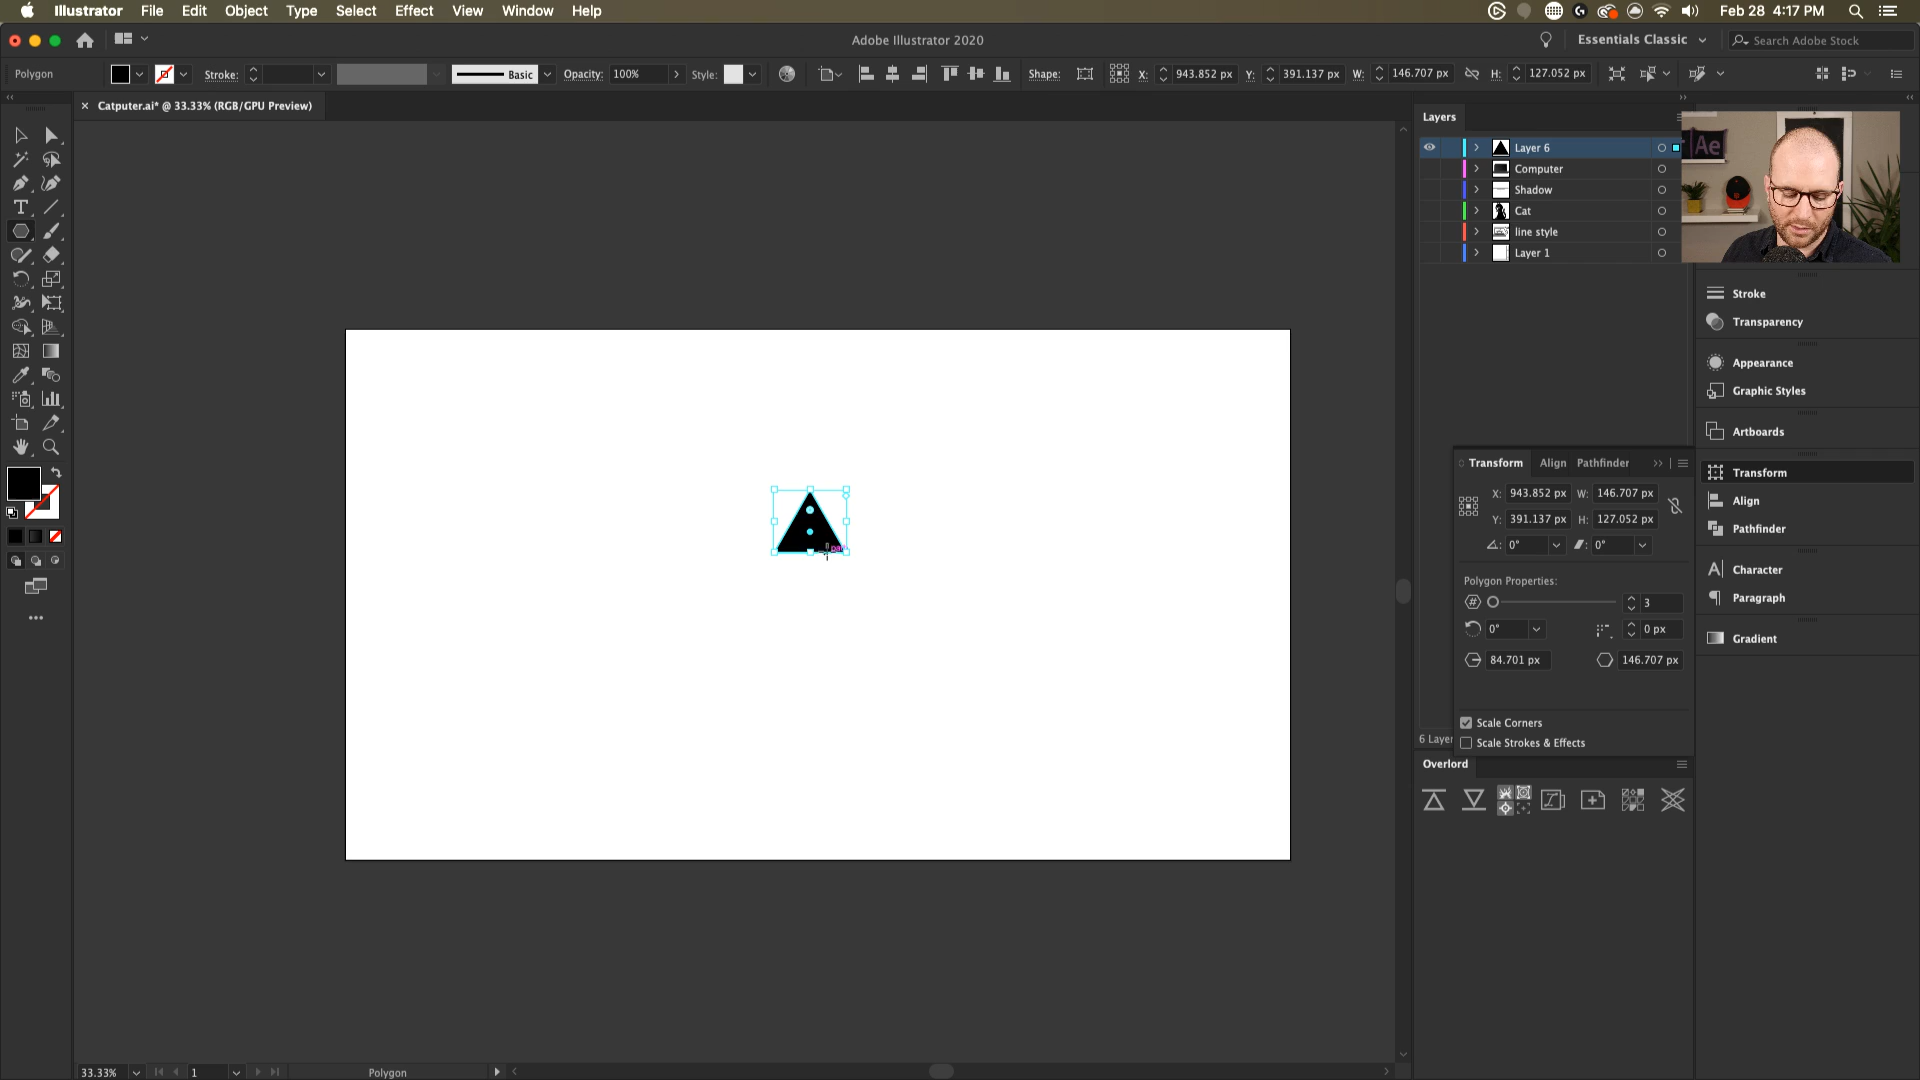 Illustrator File Edit Object Type Select Effect View Window Help
Feb 28 4:17 PM
Adobe Illustrator 2020
Essentials Classic
Search Adobe Stock
Polygon
Stroke:
Basic
Opacity: 100%
Style:
Shape:
X: 943.852 px Y: 391.137 px W: 146.707 px H: 127.052 px
× Catputer.ai* @ 33.33% (RGB/GPU Preview)
Layers
Layer 6
Computer
Shadow
Cat
line style
Layer 1
Ae
Stroke
Transparency
Appearance
Graphic Styles
Artboards
Transform
Align
Pathfinder
Character
Paragraph
Gradient
Transform Align Pathfinder
X: 943.852 px W: 146.707 px
Y: 391.137 px H: 127.052 px
0° 0°
Polygon Properties:
3
0° 0 px
84.701 px 146.707 px
Scale Corners
Scale Strokes & Effects
6 Layer
Overlord
33.33% 1 Polygon